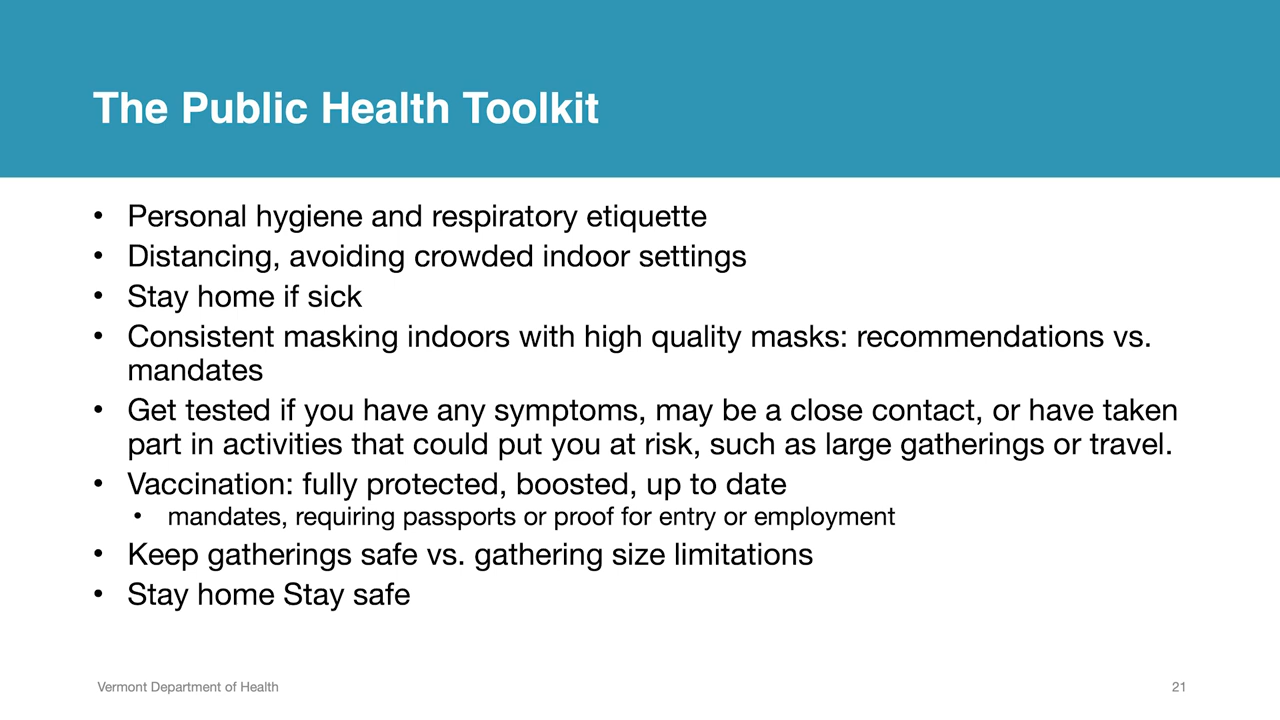 The Public Health Toolkit
• Personal hygiene and respiratory etiquette
• Distancing, avoiding crowded indoor settings
• Stay home if sick
• Consistent masking indoors with high quality masks: recommendations vs.
mandates
• Get tested if you have any symptoms, may be a close contact, or have taken
part in activities that could put you at risk, such as large gatherings or travel.
• Vaccination: fully protected, boosted, up to date
• mandates, requiring passports or proof for entry or employment
• Keep gatherings safe vs. gathering size limitations
• Stay home Stay safe
Vermont Department of Health
21